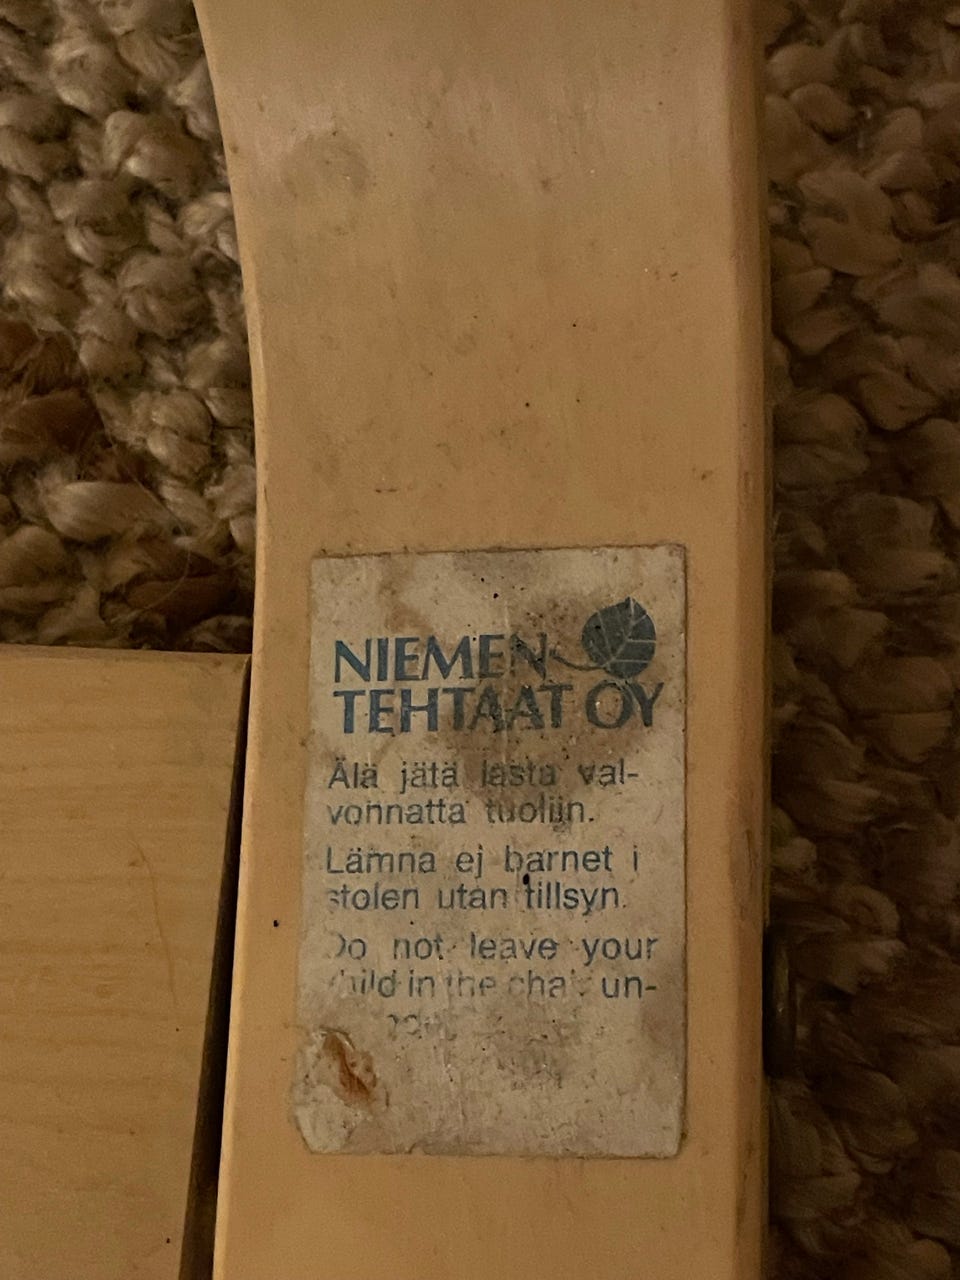 NIEMEN-
TEHTAAT OY
Älä jätä lasta val-
vonnatta tuoliin.
Lämna ej barnet i
stolen utan tillsyn.
Do not leave your
child in the chair un-